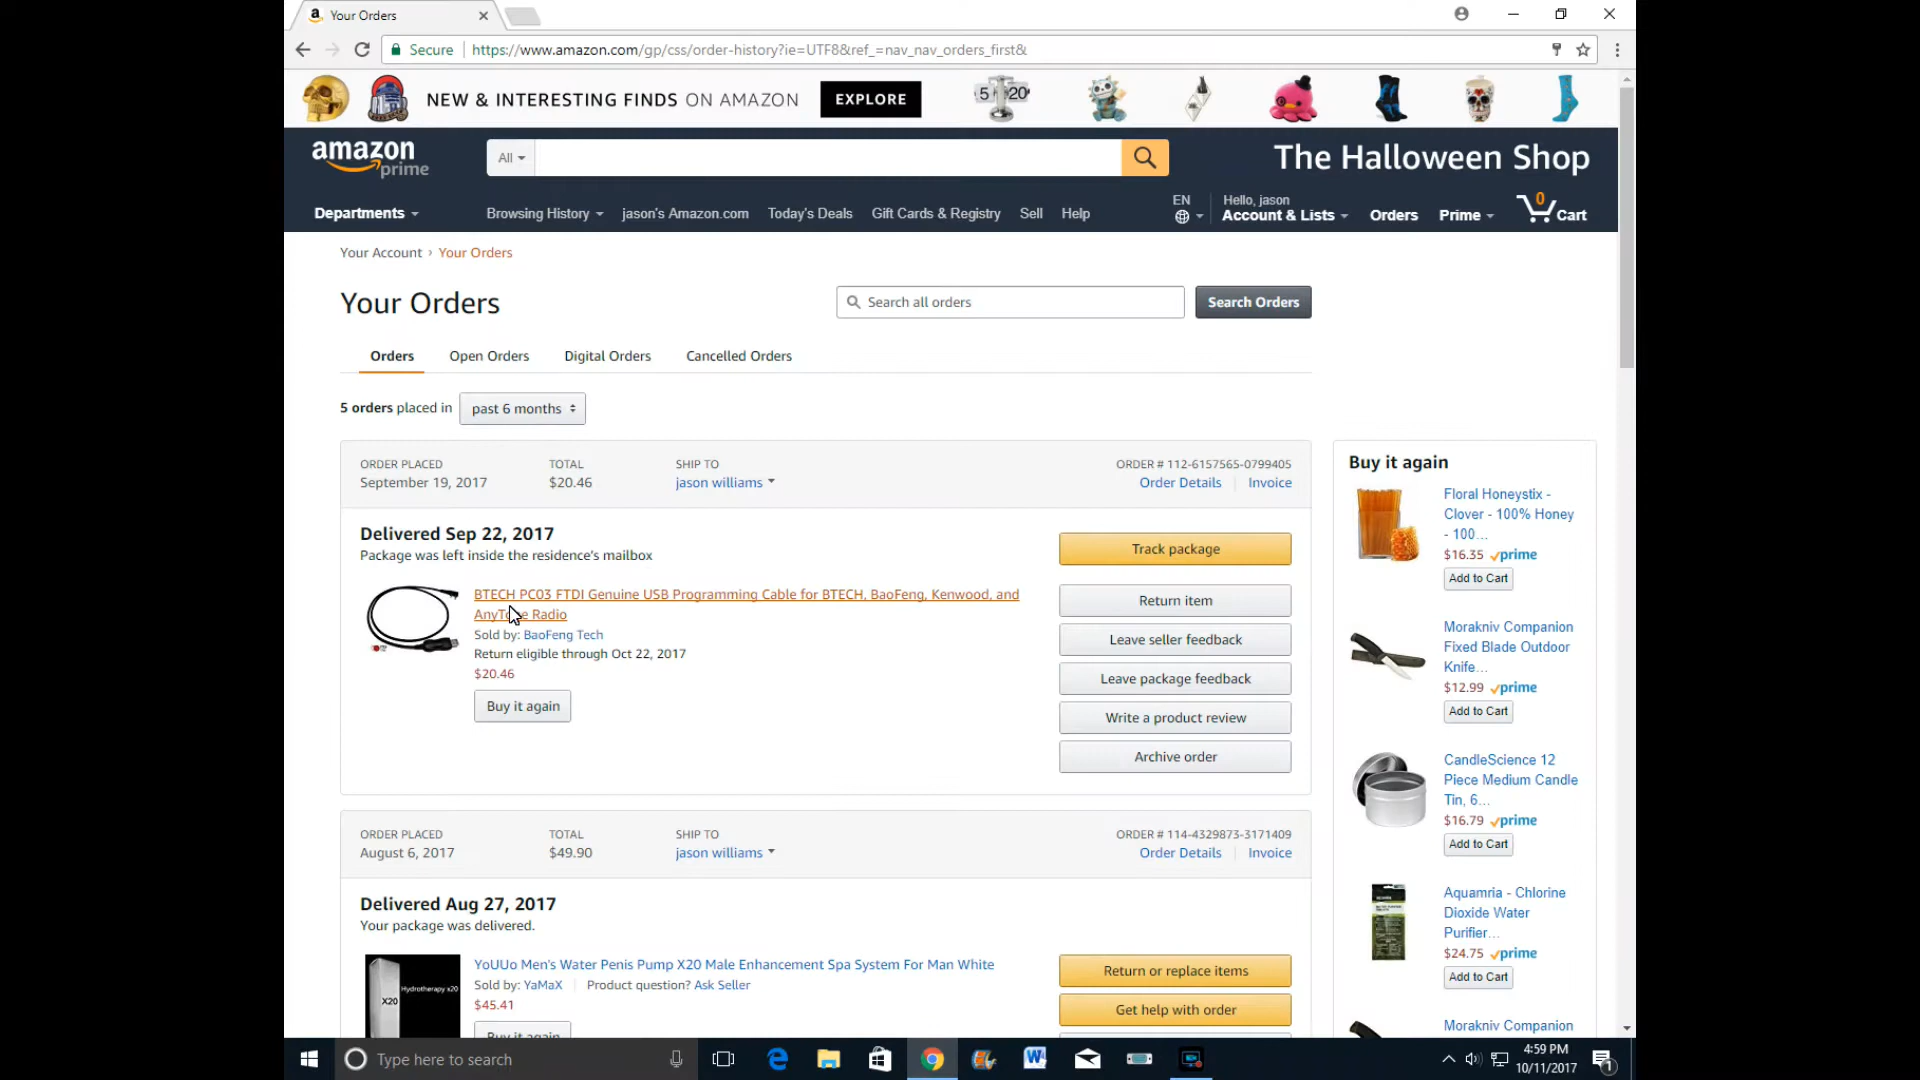 Your Orders
Secure https://www.amazon.com/gp/css/order-history?ie=UTF8&ref_=nav_nav_orders_first&
NEW & INTERESTING FINDS ON AMAZON EXPLORE 5 20
amazon prime All The Halloween Shop
Departments Browsing History jason's Amazon.com Today's Deals Gift Cards & Registry Sell Help EN Hello, jason Account & Lists Orders Prime 0 Cart
Your Account › Your Orders
Your Orders Search all orders Search Orders
Orders Open Orders Digital Orders Cancelled Orders
5 orders placed in past 6 months
ORDER PLACED TOTAL SHIP TO ORDER # 112-6157565-0799405
September 19, 2017 $20.46 jason williams Order Details Invoice
Delivered Sep 22, 2017
Package was left inside the residence's mailbox
BTECH PC03 FTDI Genuine USB Programming Cable for BTECH, BaoFeng, Kenwood, and
Radio
Sold by: BaoFeng Tech
Return eligible through Oct 22, 2017
$20.46
Buy it again
Track package
Return item
Leave seller feedback
Leave package feedback
Write a product review
Archive order
ORDER PLACED TOTAL SHIP TO ORDER # 114-4329873-3171409
August 6, 2017 $49.90 jason williams Order Details Invoice
Delivered Aug 27, 2017
Your package was delivered.
X20 Hydrotherapy x20
YoUUo Men's Water Penis Pump X20 Male Enhancement Spa System For Man White
Sold by: YaMaX Product question? Ask Seller
$45.41
Buy it again
Return or replace items
Get help with order
Buy it again
Floral Honeystix -
Clover - 100% Honey
- 100...
$16.35 prime
Add to Cart
Morakniv Companion
Fixed Blade Outdoor
Knife...
$12.99 prime
Add to Cart
CandleScience 12
Piece Medium Candle
Tin, 6...
$16.79 prime
Add to Cart
Aquamria - Chlorine
Dioxide Water
Purifier...
$24.75 prime
Add to Cart
Morakniv Companion
Type here to search
4:59 PM
10/11/2017
1